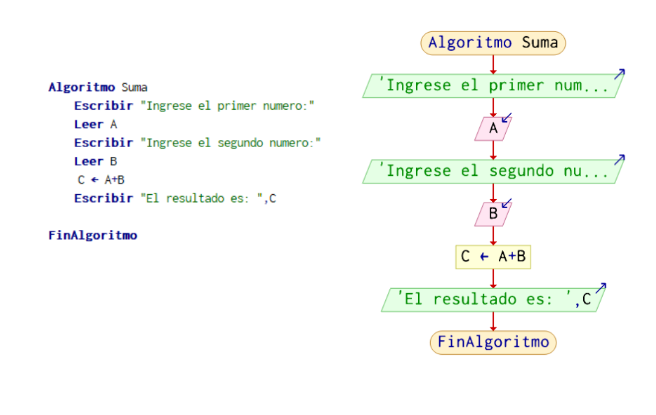 Algoritmo Suma
Escribir "Ingrese el primer numero:"
Leer A
Escribir "Ingrese el segundo numero:"
Leer B
C ← A+B
Escribir "El resultado es: ",C
FinAlgoritmo
Algoritmo Suma
'Ingrese el primer num...
A
'Ingrese el segundo nu...
B
C ← A+B
'El resultado es: ',C
FinAlgoritmo